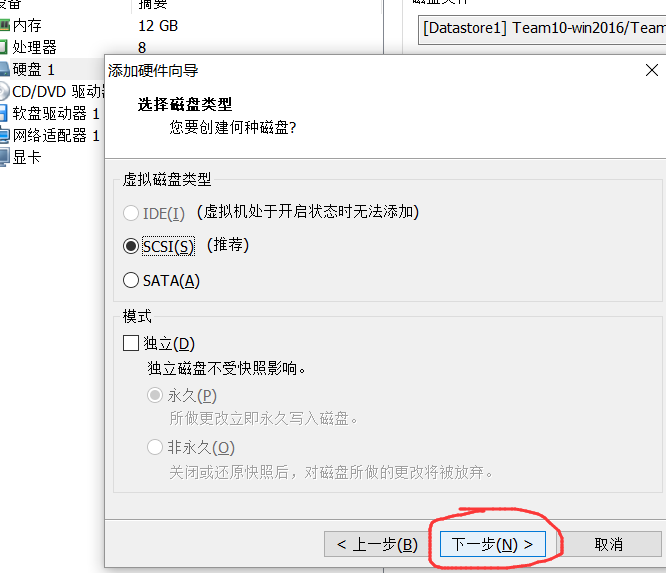 摘要
内存 12 GB
处理器 8
硬盘 1
CD/DVD 驱动
软盘驱动器 1
网络适配器 1
显卡
[Datastore1] Team10-win2016/Team
添加硬件向导
选择磁盘类型
您要创建何种磁盘?
虚拟磁盘类型
IDE(I) (虚拟机处于开启状态时无法添加)
SCSI(S) (推荐)
SATA(A)
模式
独立(D)
独立磁盘不受快照影响。
永久(P)
所做更改立即永久写入磁盘。
非永久(O)
关闭或还原快照后，对磁盘所做的更改将被放弃。
< 上一步(B) 下一步(N) > 取消